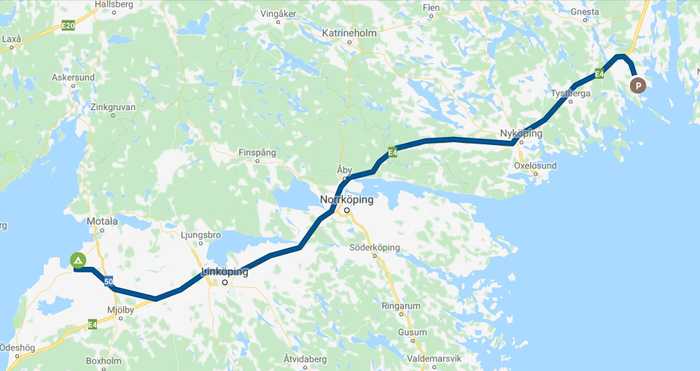 Hallsberg
Laxå
E20
Vingåker
Flen
Gnesta
Katrineholm
Askersund
Zinkgruvan
E4
Tystberga
P
Nyköping
Oxelösund
E4
Finspång
Åby
Norrköping
Motala
Ljungsbro
Söderköping
Linköping
50
Mjölby
E4
Ringarum
Gusum
Ödeshög
Boxholm
Åtvidaberg
Valdemarsvik